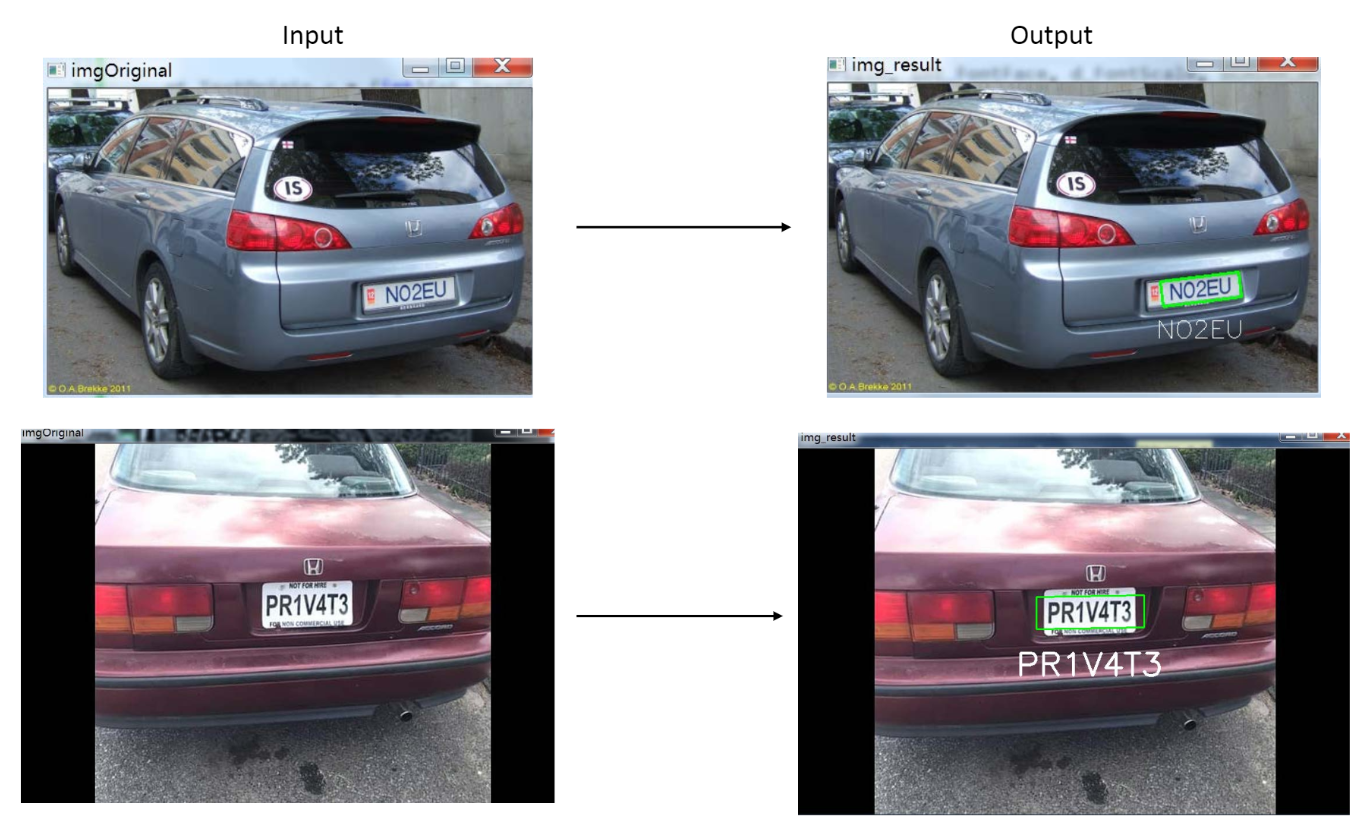 Input
Output
imgOriginal
img_result
IS
IS
NO2EU
NO2EU
NO2EU
© O.A.Brekke 2011
© O.A.Brekke 2011
imgOriginal
img_result
NOT FOR HIRE
PR1V4T3
FOR NON COMMERCIAL USE
NOT FOR HIRE
PR1V4T3
FOR NON COMMERCIAL USE
PR1V4T3